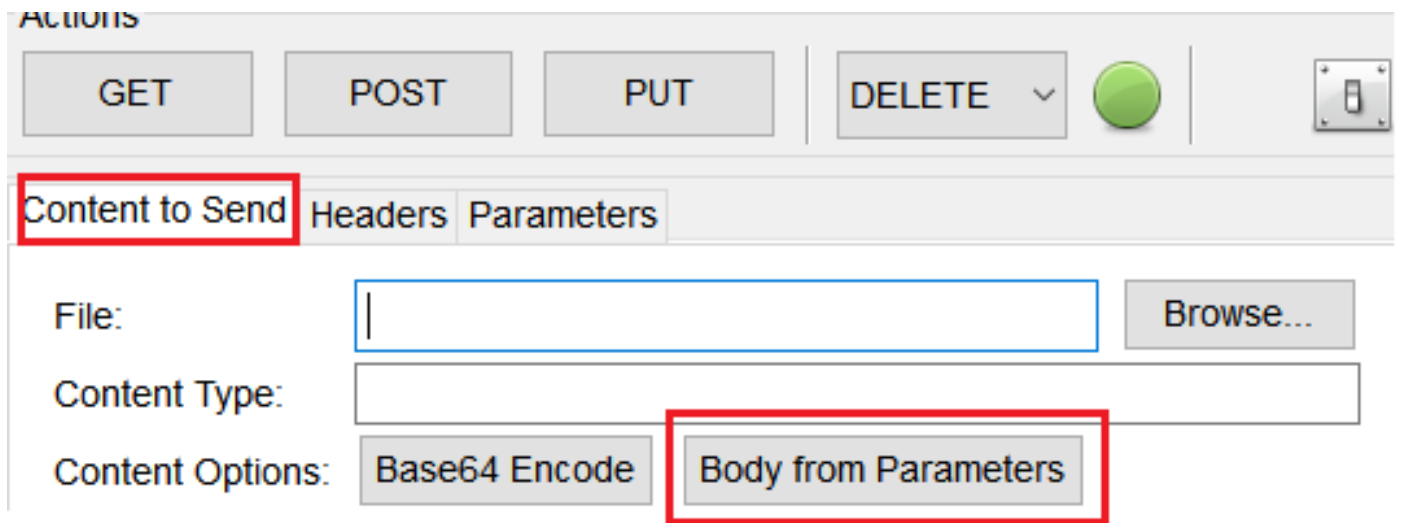 Actions
GET POST PUT DELETE
Content to Send Headers Parameters
File: Browse...
Content Type:
Content Options: Base64 Encode Body from Parameters